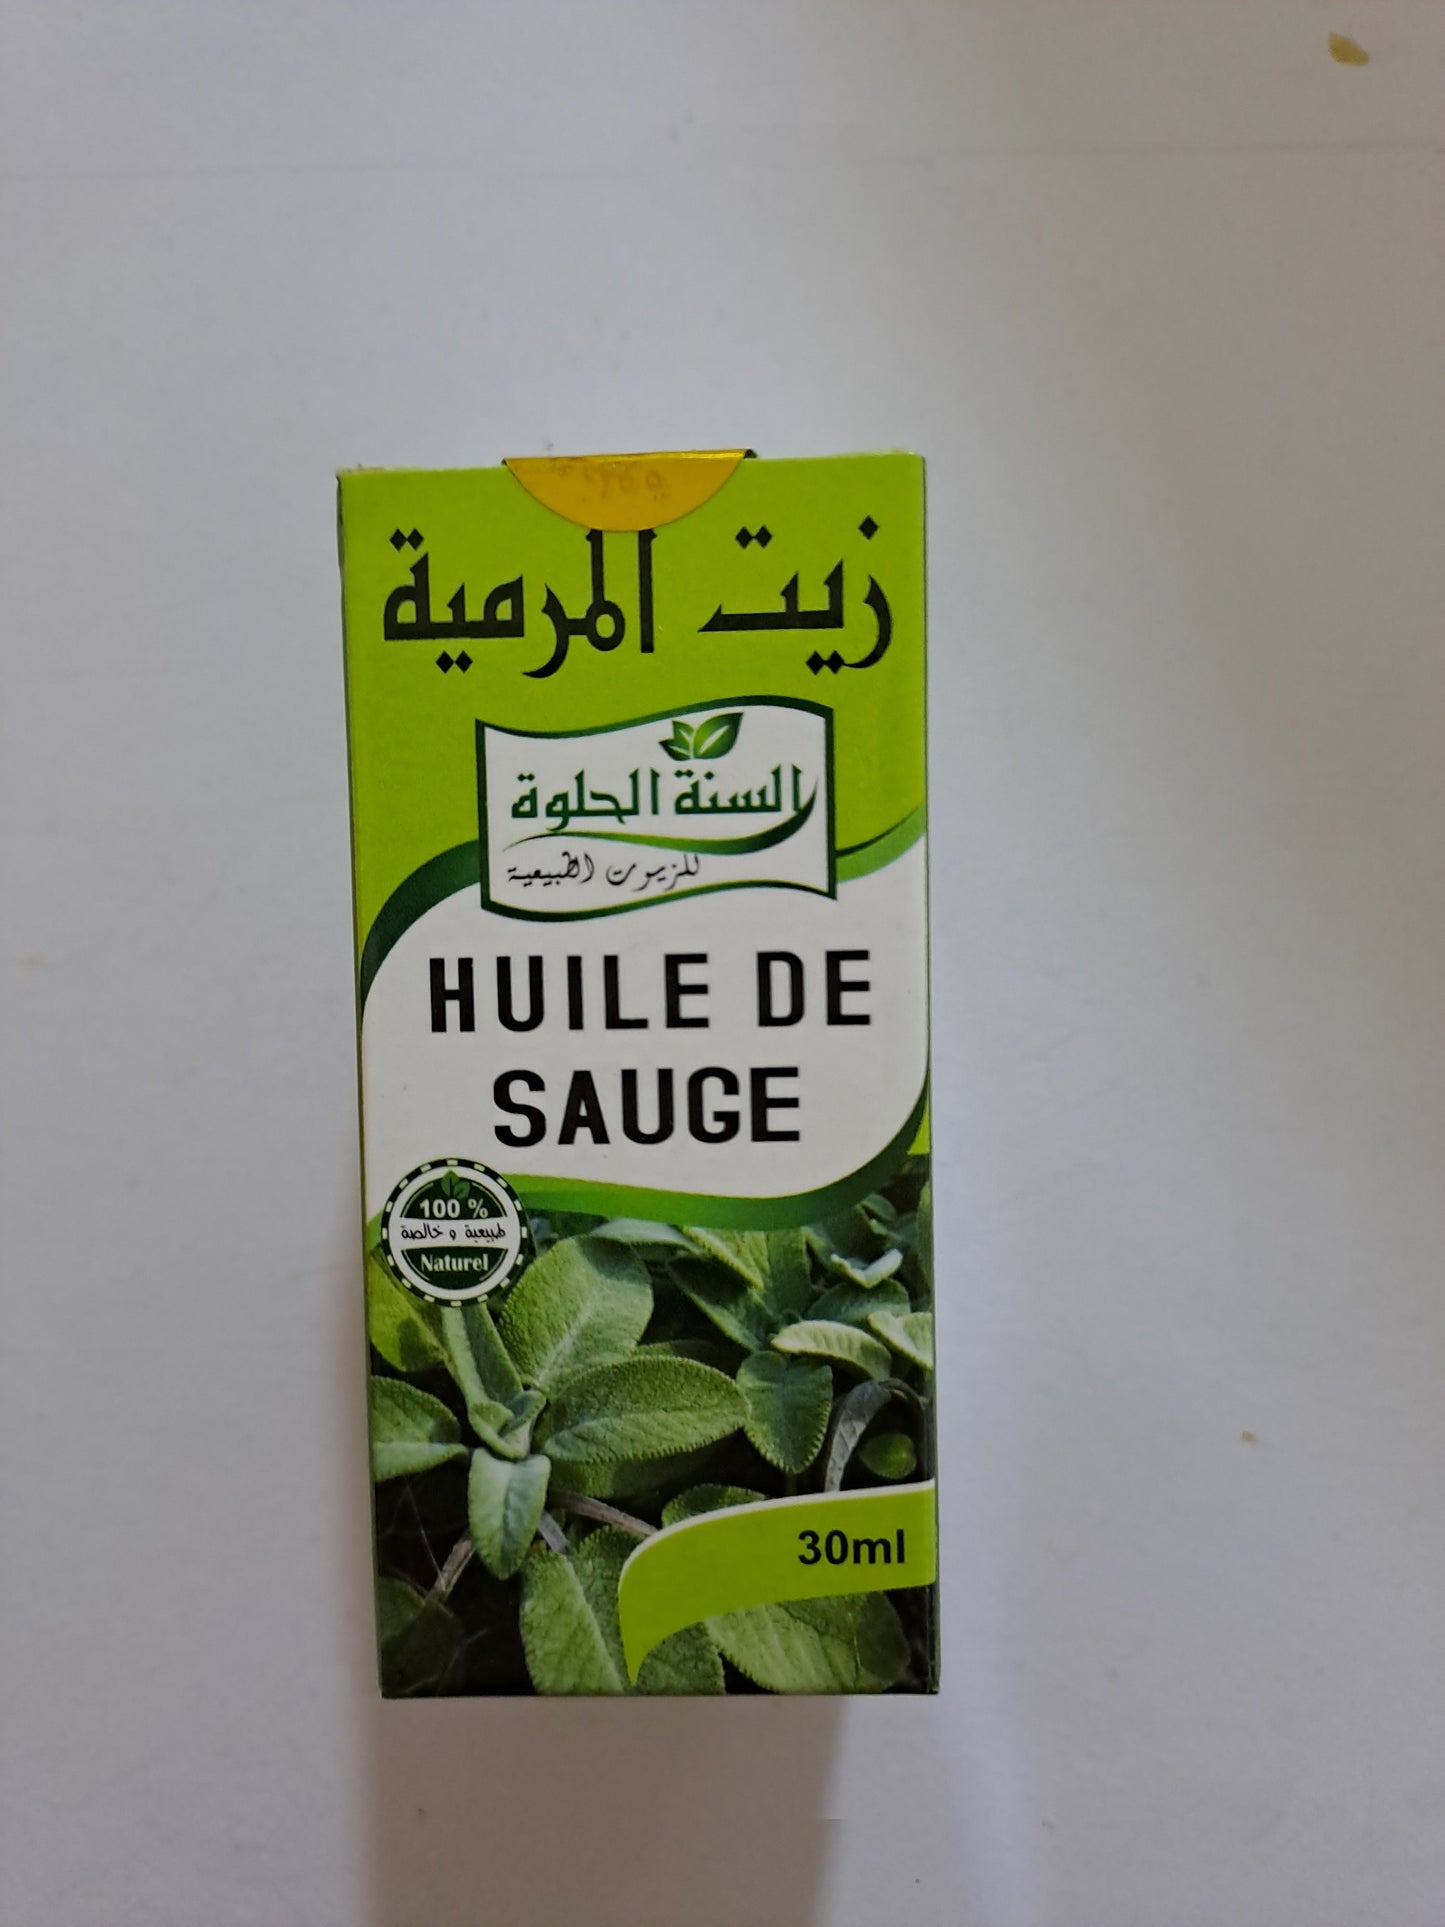 زيت المرمية
السنة الحلوة
للزيوت الطبيعية
HUILE DE
SAUGE
100 %
طبيعية و خالصة
Naturel
30ml